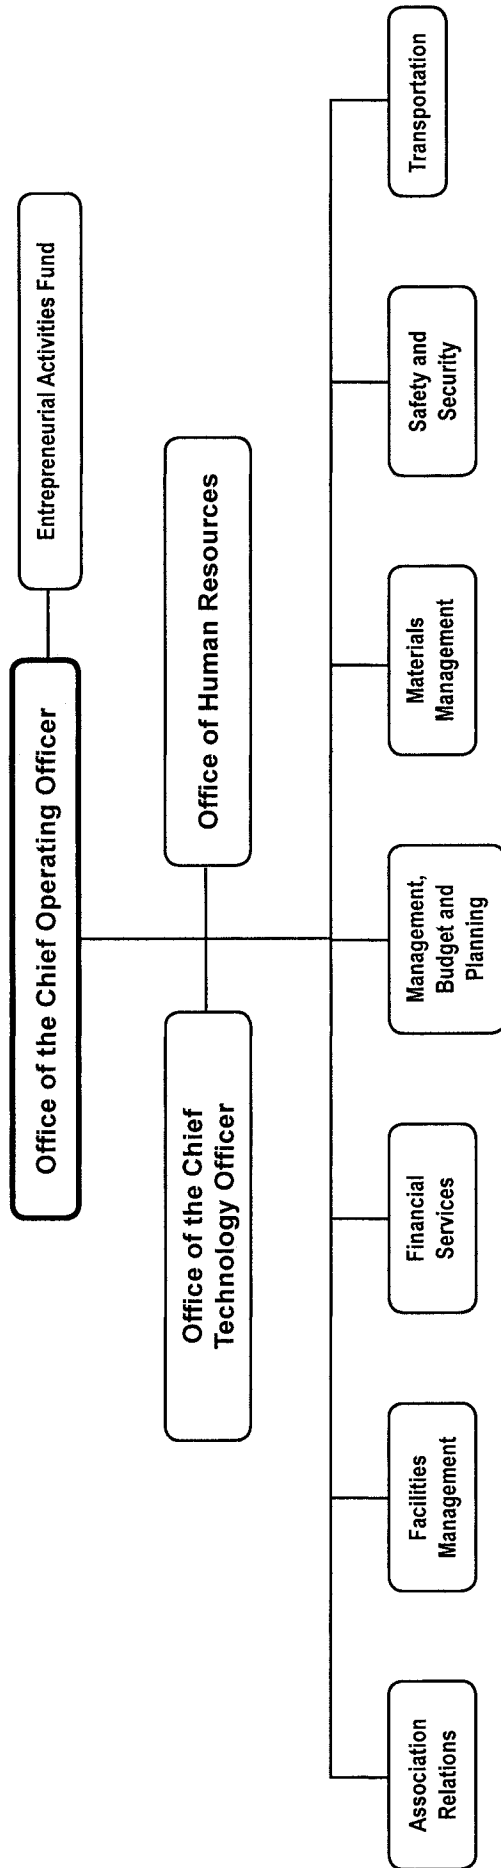 Office of the Chief Operating Officer
Entrepreneurial Activities Fund
Office of the Chief
Technology Officer
Office of Human Resources
Association
Relations
Facilities
Management
Financial
Services
Management,
Budget and
Planning
Materials
Management
Safety and
Security
Transportation